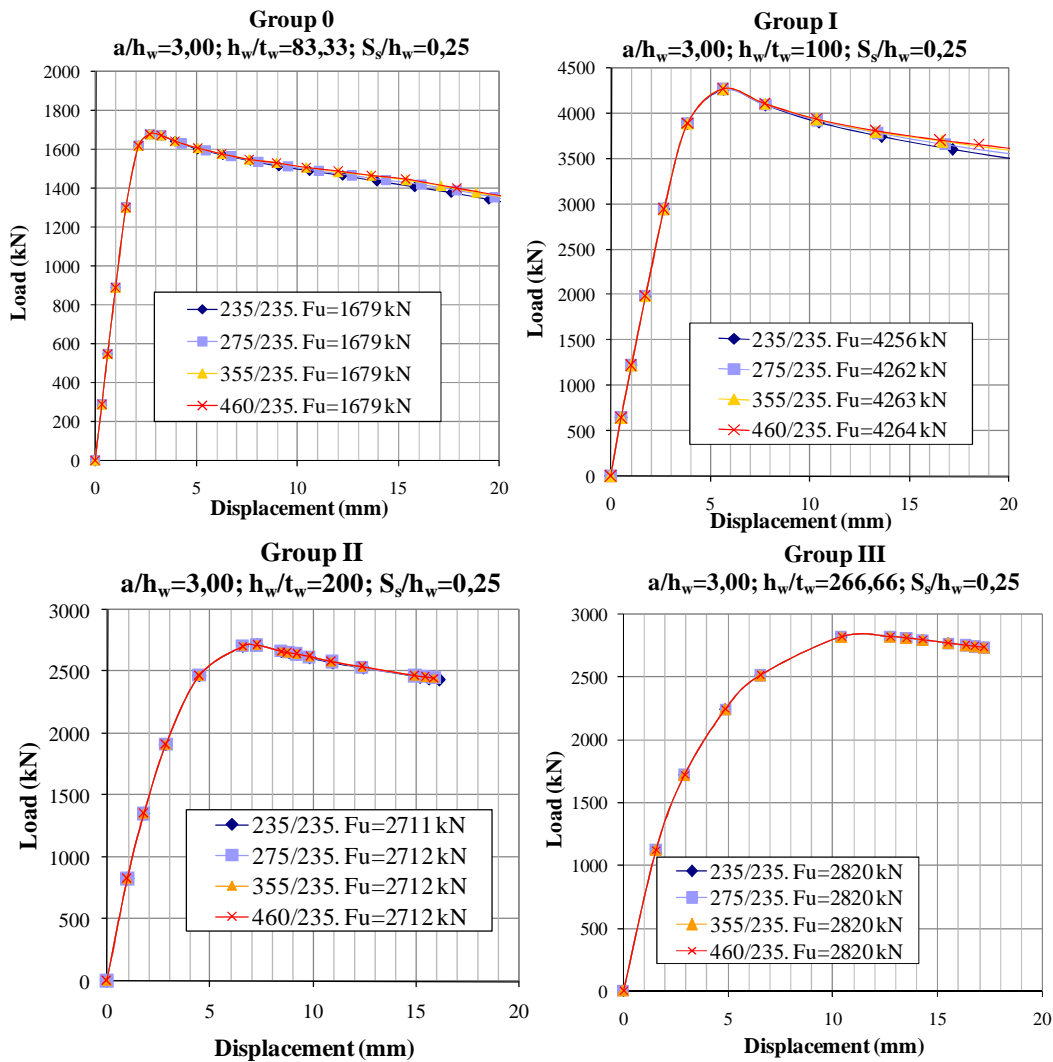 Group 0
a/hw=3,00; hw/tw=83,33; Ss/hw=0,25
2000
1800
1600
1400
1200
1000
800
600
400
200
0
Load (kN)
235/235. Fu=1679 kN
275/235. Fu=1679 kN
355/235. Fu=1679 kN
460/235. Fu=1679 kN
0 5 10 15 20
Displacement (mm)
Group I
a/hw=3,00; hw/tw=100; Ss/hw=0,25
4500
4000
3500
3000
2500
2000
1500
1000
500
0
Load (kN)
235/235. Fu=4256 kN
275/235. Fu=4262 kN
355/235. Fu=4263 kN
460/235. Fu=4264 kN
0 5 10 15 20
Displacement (mm)
Group II
a/hw=3,00; hw/tw=200; Ss/hw=0,25
3000
2500
2000
1500
1000
500
0
Load (kN)
235/235. Fu=2711 kN
275/235. Fu=2712 kN
355/235. Fu=2712 kN
460/235. Fu=2712 kN
0 5 10 15 20
Displacement (mm)
Group III
a/hw=3,00; hw/tw=266,66; Ss/hw=0,25
3000
2500
2000
1500
1000
500
0
Load (kN)
235/235. Fu=2820 kN
275/235. Fu=2820 kN
355/235. Fu=2820 kN
460/235. Fu=2820 kN
0 5 10 15 20
Displacement (mm)